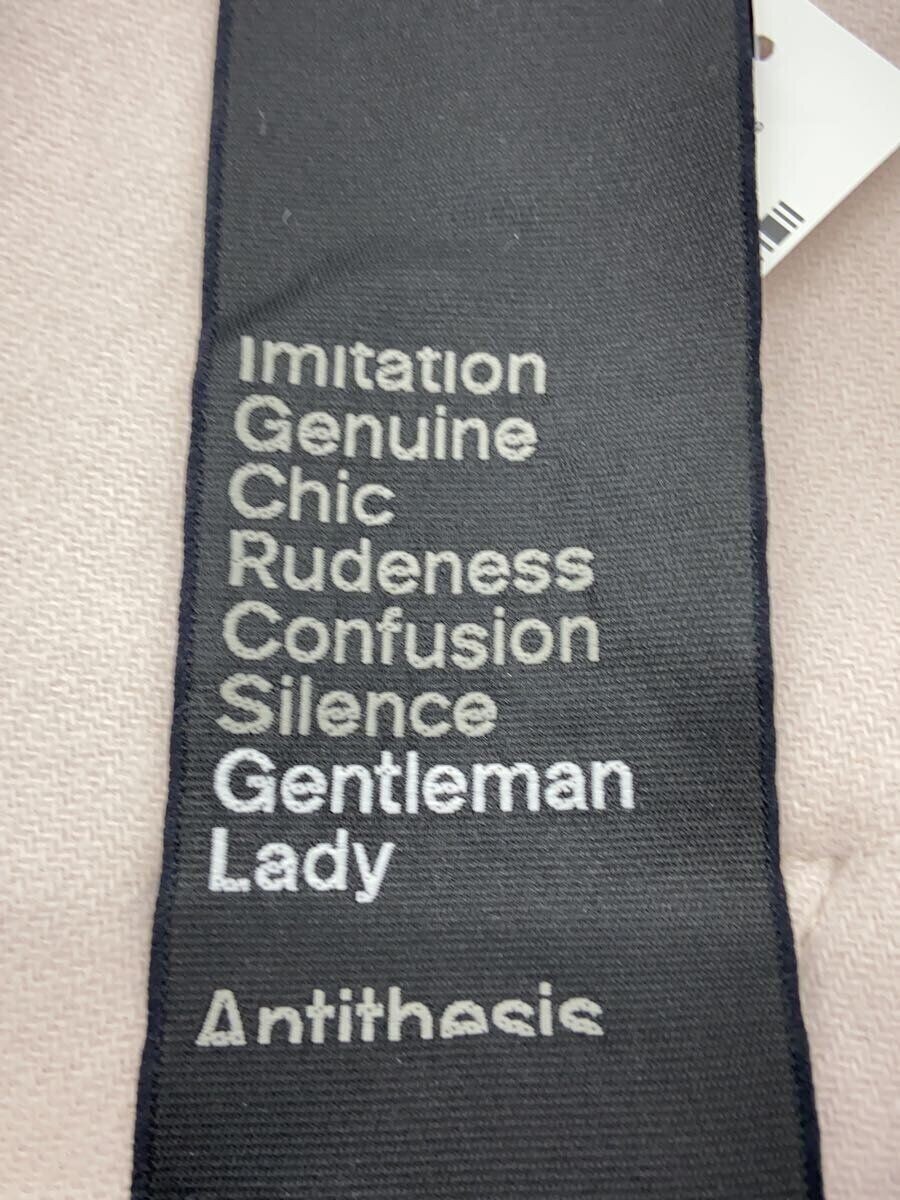 Imitation
Genuine
Chic
Rudeness
Confusion
Silence
Gentleman
Lady
Antithesis